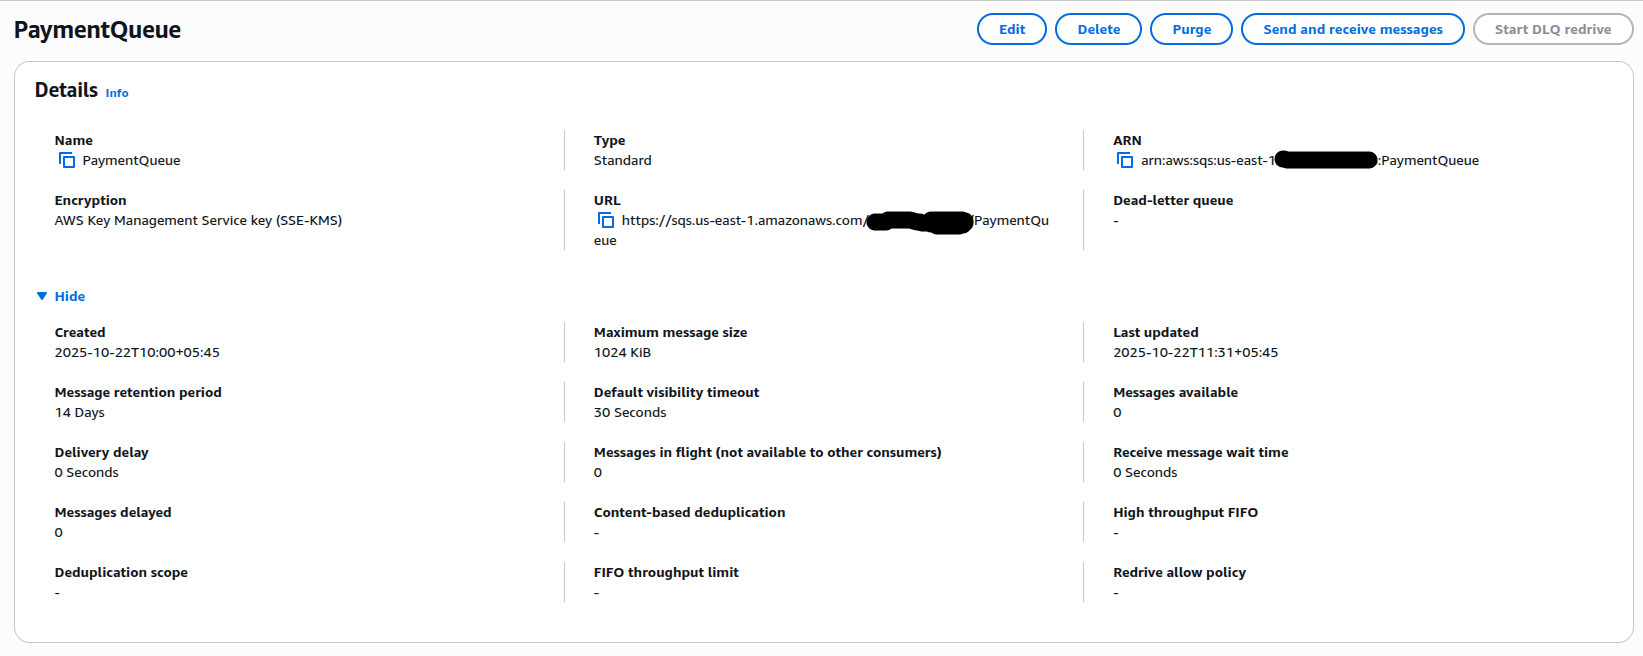 PaymentQueue
Edit
Delete
Purge
Send and receive messages
Start DLQ redrive
Details Info
Name
PaymentQueue
Type
Standard
ARN
arn:aws:sqs:us-east-1 :PaymentQueue
Encryption
AWS Key Management Service key (SSE-KMS)
URL
https://sqs.us-east-1.amazonaws.com/ /PaymentQu
eue
Dead-letter queue
-
Hide
Created
2025-10-22T10:00+05:45
Maximum message size
1024 KiB
Last updated
2025-10-22T11:31+05:45
Message retention period
14 Days
Default visibility timeout
30 Seconds
Messages available
0
Delivery delay
0 Seconds
Messages in flight (not available to other consumers)
0
Receive message wait time
0 Seconds
Messages delayed
0
Content-based deduplication
-
High throughput FIFO
-
Deduplication scope
-
FIFO throughput limit
-
Redrive allow policy
-